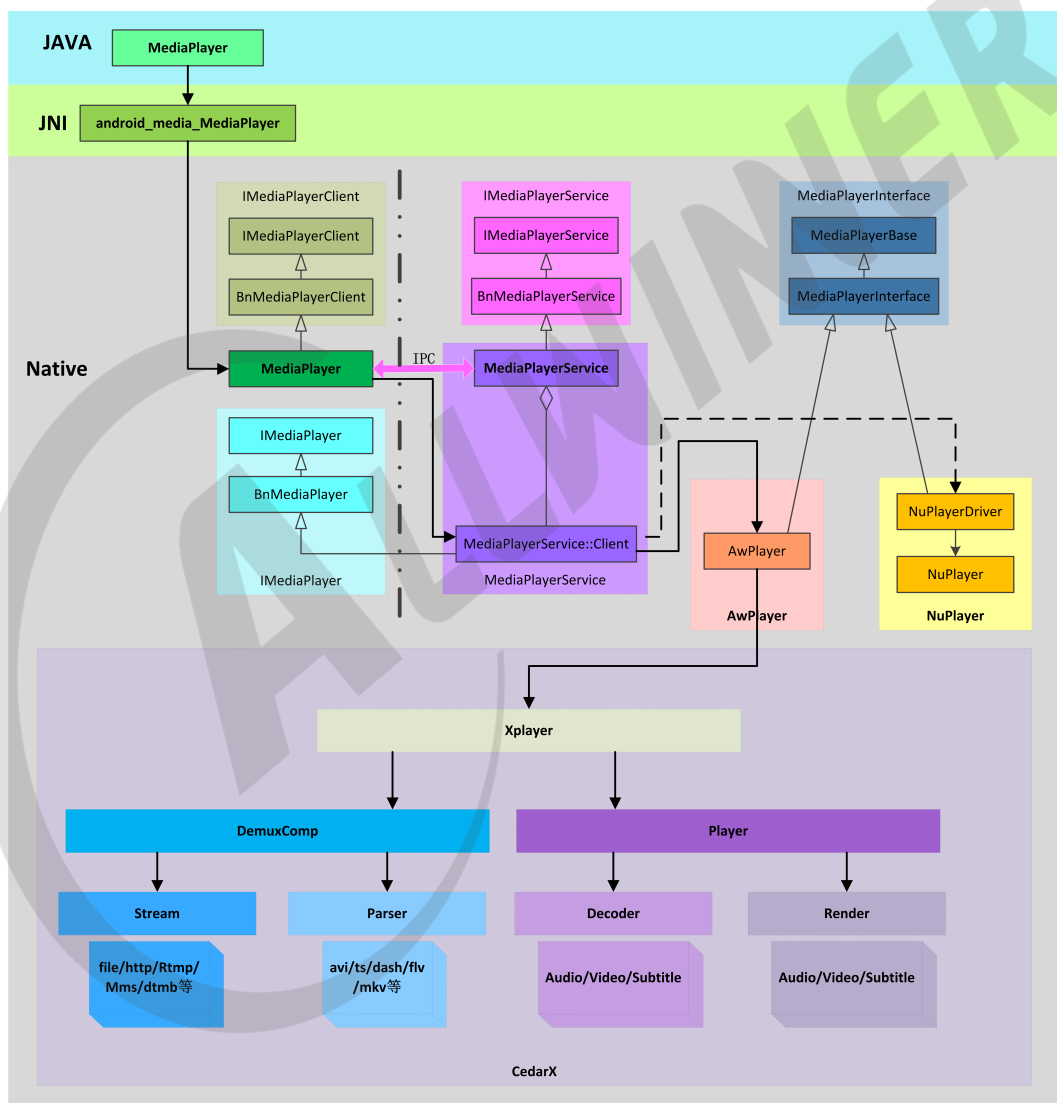 JAVA
MediaPlayer
JNI
android_media_MediaPlayer
Native
IMediaPlayerClient
IMediaPlayerClient
BnMediaPlayerClient
MediaPlayer
IPC
IMediaPlayer
BnMediaPlayer
IMediaPlayer
IMediaPlayerService
IMediaPlayerService
BnMediaPlayerService
MediaPlayerService
MediaPlayerService::Client
MediaPlayerService
MediaPlayerInterface
MediaPlayerBase
MediaPlayerInterface
AwPlayer
AwPlayer
NuPlayerDriver
NuPlayer
NuPlayer
Xplayer
DemuxComp
Player
Stream
Parser
Decoder
Render
file/http/Rtmp/
Mms/dtmb等
avi/ts/dash/flv
/mkv等
Audio/Video/Subtitle
Audio/Video/Subtitle
CedarX
ALLWINNER